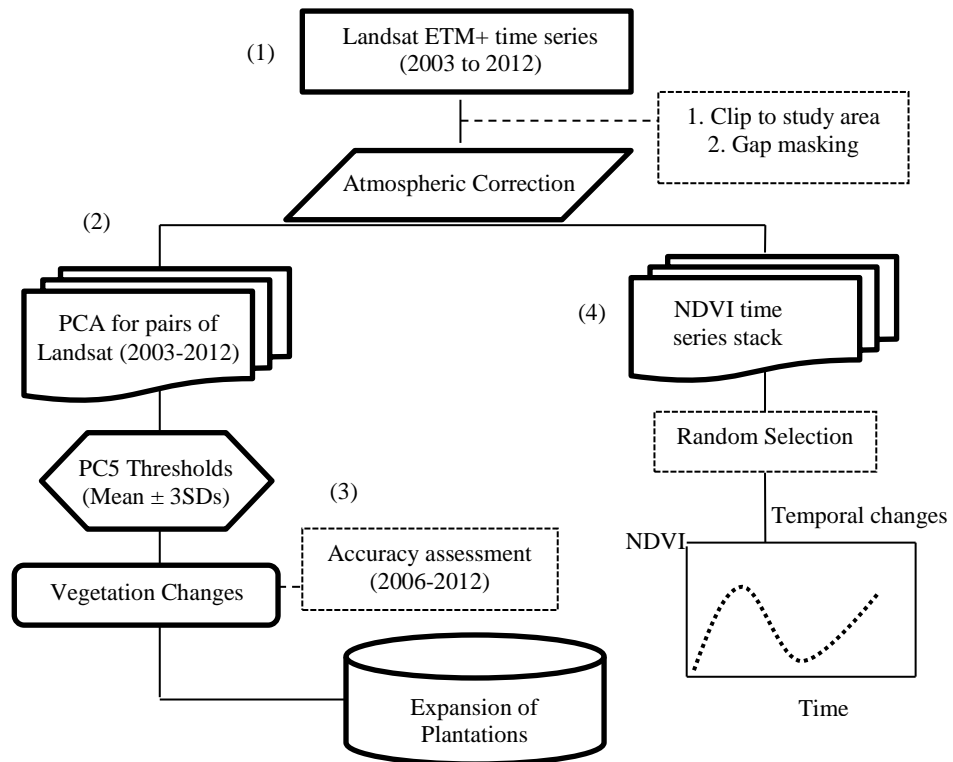 (1)
Landsat ETM+ time series
(2003 to 2012)
1. Clip to study area
2. Gap masking
Atmospheric Correction
(2)
PCA for pairs of
Landsat (2003-2012)
(4)
NDVI time
series stack
Random Selection
PC5 Thresholds
(Mean ± 3SDs)
(3)
Temporal changes
NDVI
Accuracy assessment
(2006-2012)
Vegetation Changes
Expansion of
Plantations
Time